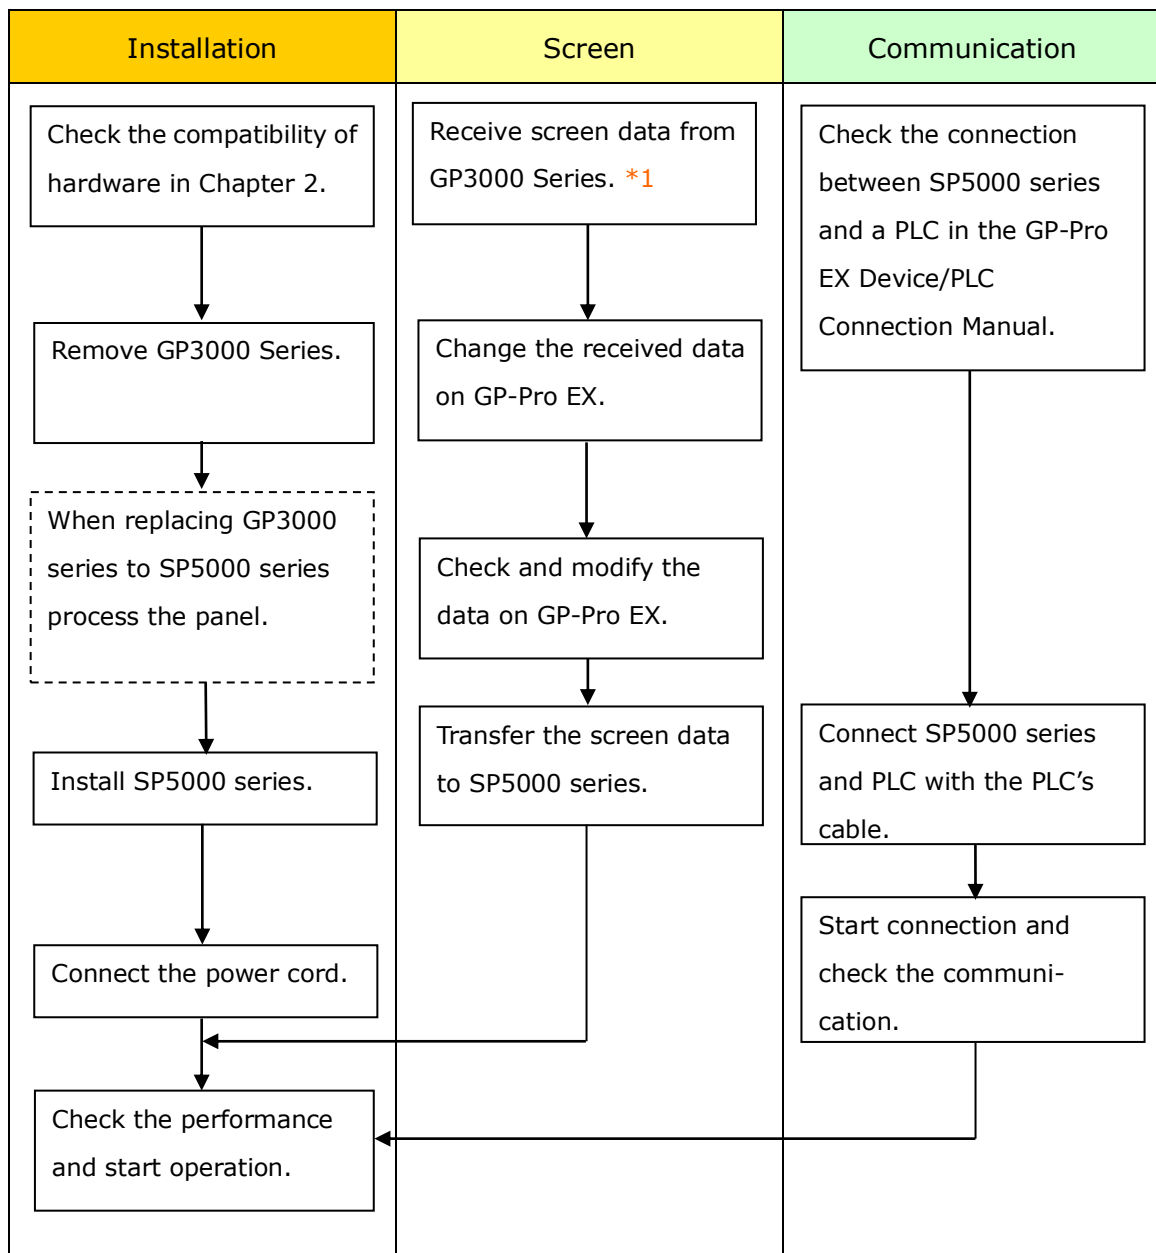 Installation
Screen
Communication
Check the compatibility of
hardware in Chapter 2.
Remove GP3000 Series.
When replacing GP3000
series to SP5000 series
process the panel.
Install SP5000 series.
Connect the power cord.
Check the performance
and start operation.
Receive screen data from
GP3000 Series. *1
Change the received data
on GP-Pro EX.
Check and modify the
data on GP-Pro EX.
Transfer the screen data
to SP5000 series.
Check the connection
between SP5000 series
and a PLC in the GP-Pro
EX Device/PLC
Connection Manual.
Connect SP5000 series
and PLC with the PLC’s
cable.
Start connection and
check the communi-
cation.